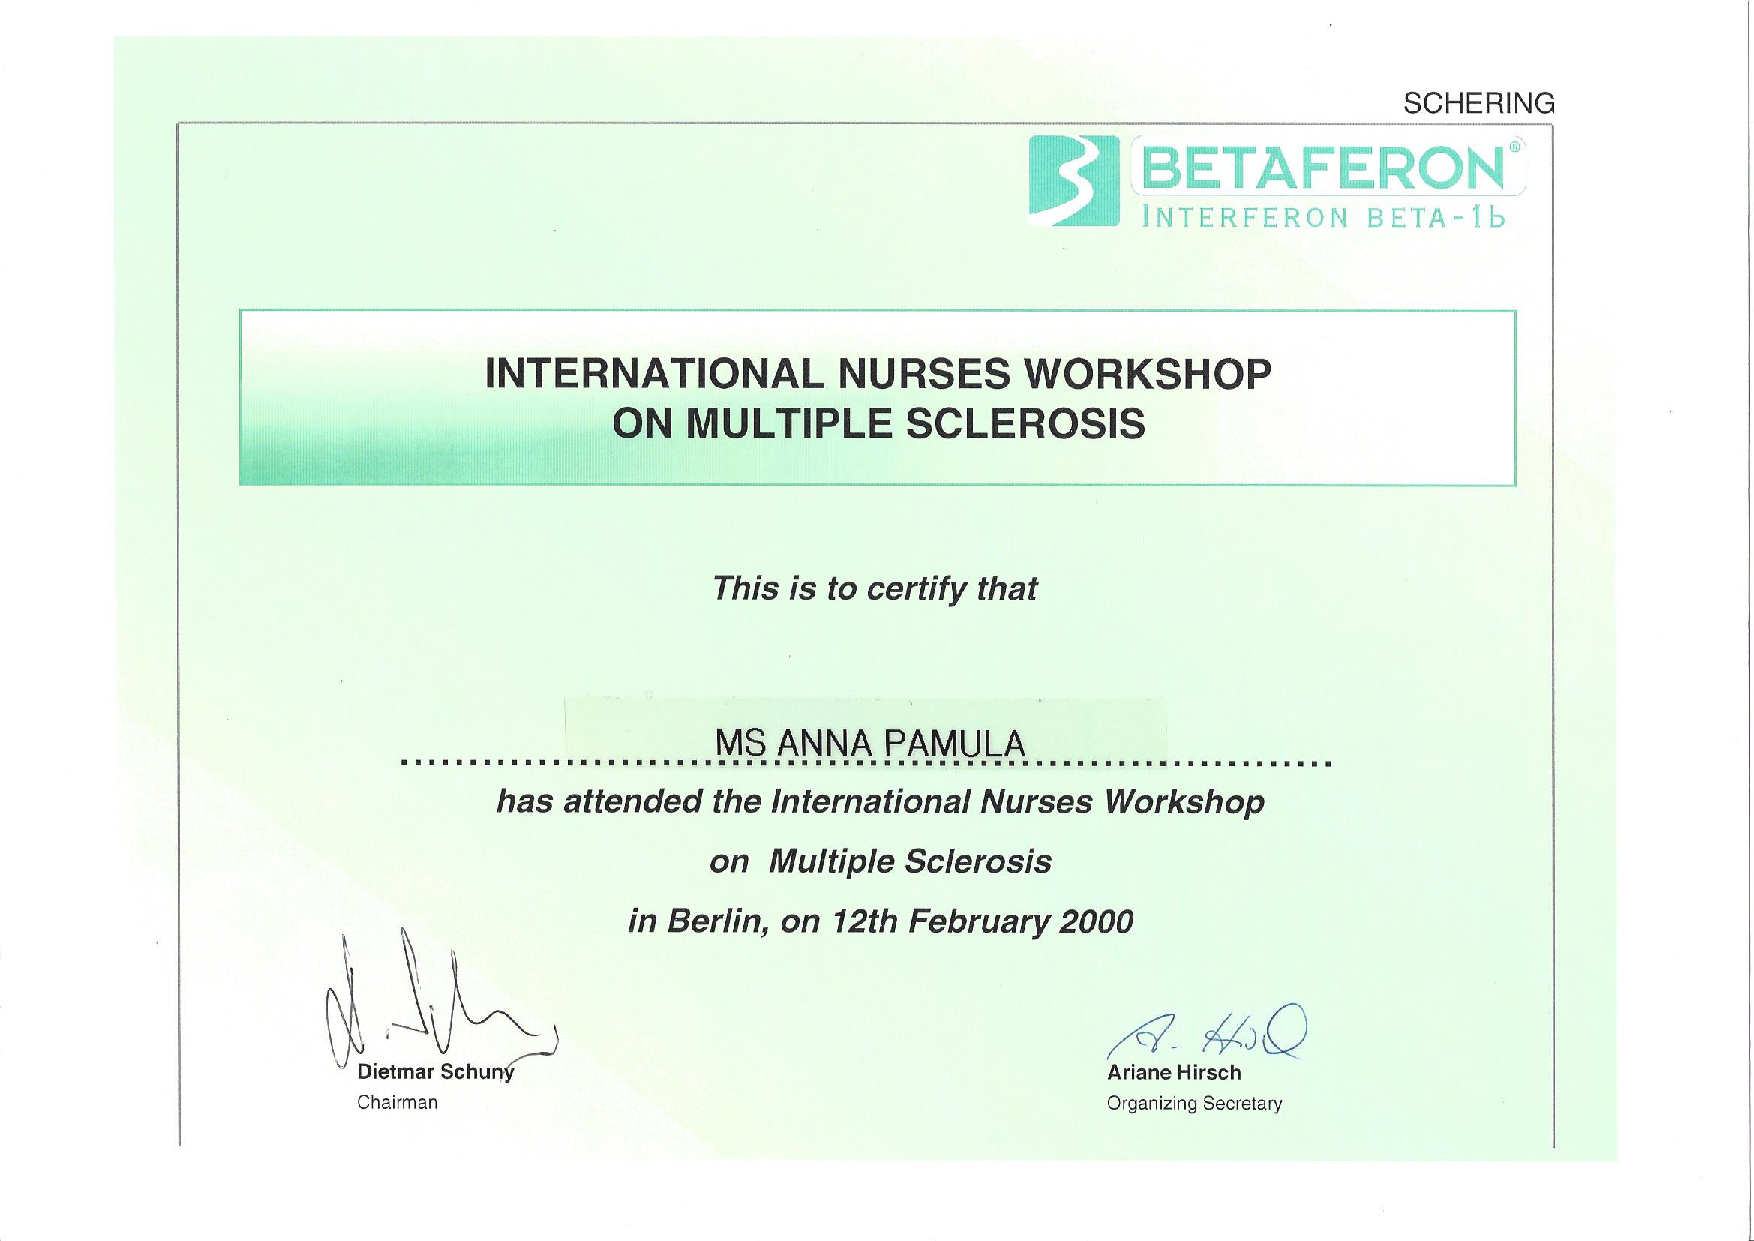 SCHERING
BETAFERON®
INTERFERON BETA-1b
INTERNATIONAL NURSES WORKSHOP
ON MULTIPLE SCLEROSIS
This is to certify that
MS ANNA PAMULA
has attended the International Nurses Workshop
on Multiple Sclerosis
in Berlin, on 12th February 2000
Dietmar Schuny
Chairman
Ariane Hirsch
Organizing Secretary